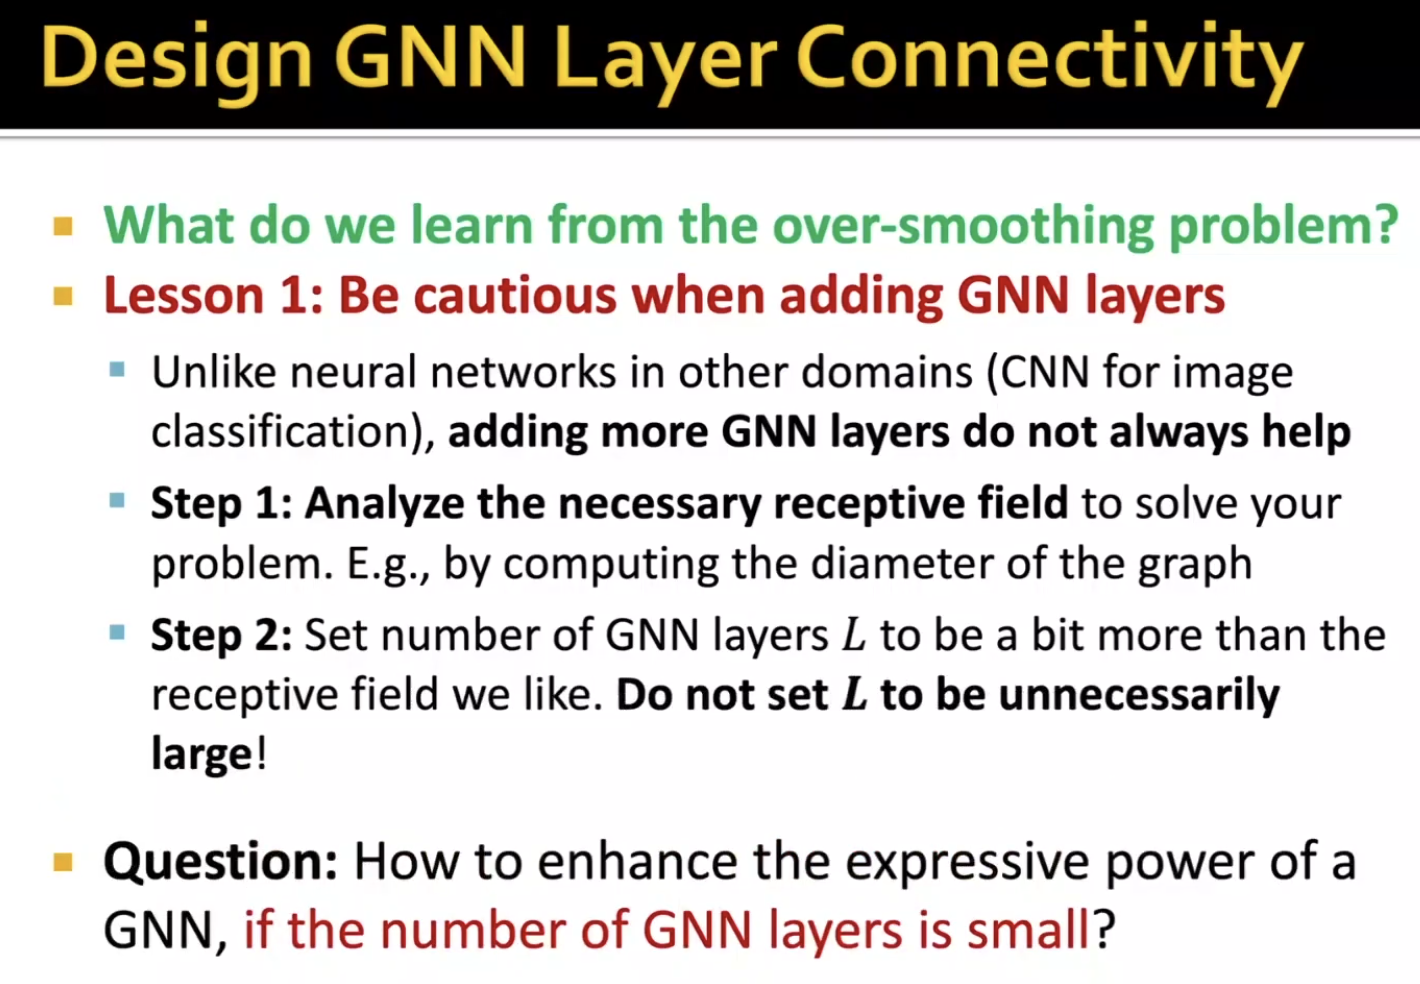 Design GNN Layer Connectivity
What do we learn from the over-smoothing problem?
Lesson 1: Be cautious when adding GNN layers
Unlike neural networks in other domains (CNN for image
classification), adding more GNN layers do not always help
Step 1: Analyze the necessary receptive field to solve your
problem. E.g., by computing the diameter of the graph
Step 2: Set number of GNN layers L to be a bit more than the
receptive field we like. Do not set L to be unnecessarily
large!
Question: How to enhance the expressive power of a
GNN, if the number of GNN layers is small?